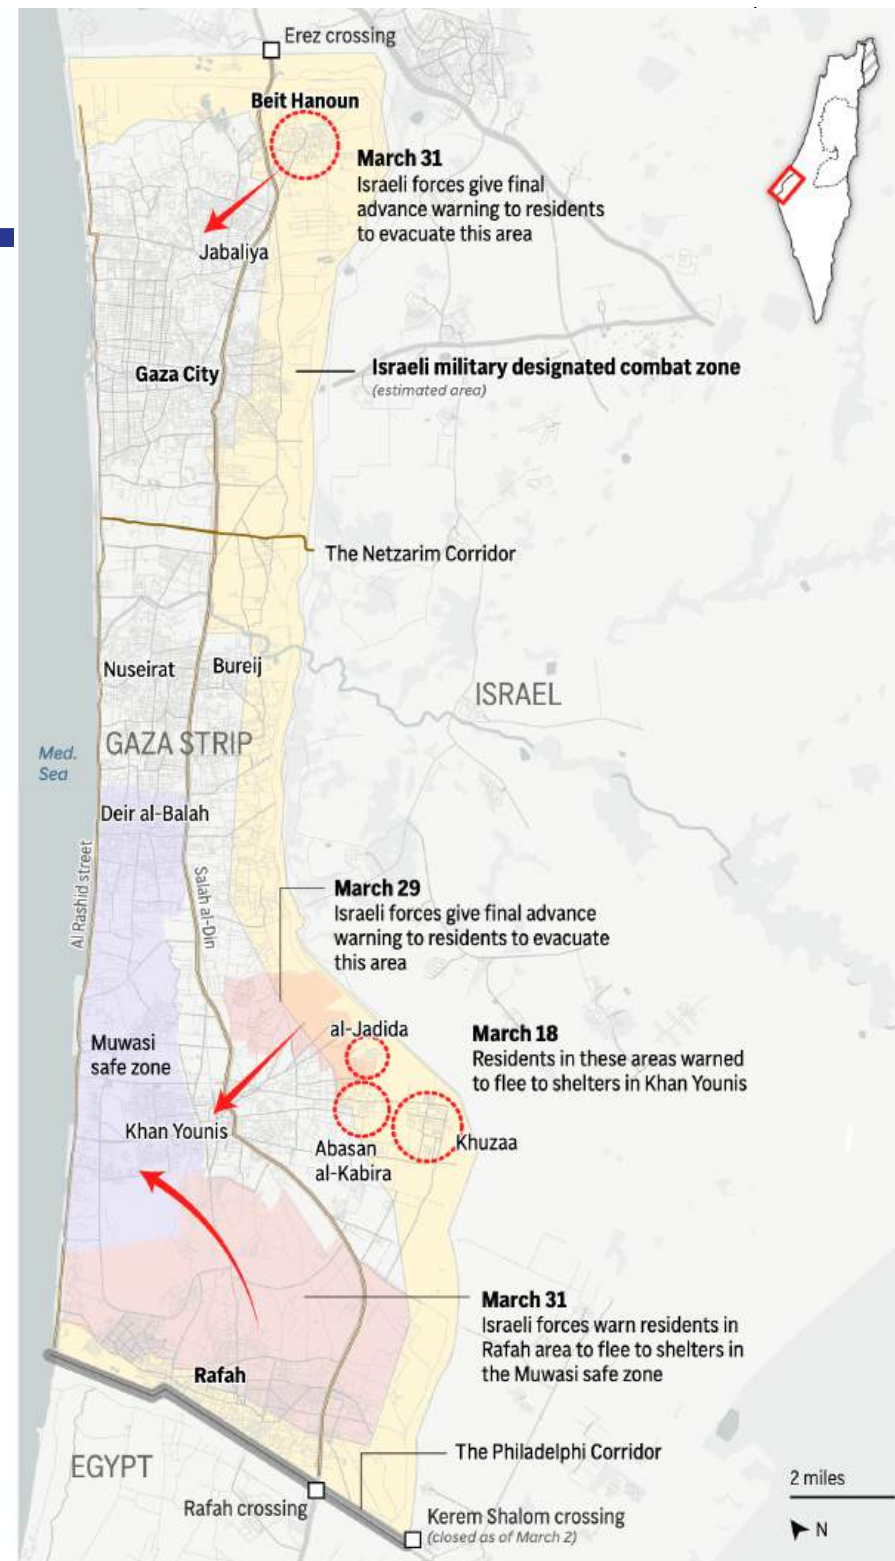 Erez crossing
Beit Hanoun
March 31
Israeli forces give final
advance warning to residents
to evacuate this area
Jabaliya
Gaza City
Israeli military designated combat zone
(estimated area)
The Netzarim Corridor
Nuseirat
Bureij
ISRAEL
GAZA STRIP
Med.
Sea
Deir al-Balah
Al Rashid street
Salah al-Din
March 29
Israeli forces give final advance
warning to residents to evacuate
this area
al-Jadida
March 18
Residents in these areas warned
to flee to shelters in Khan Younis
Muwasi
safe zone
Khan Younis
Abasan
al-Kabira
Khuzaa
March 31
Israeli forces warn residents in
Rafah area to flee to shelters in
the Muwasi safe zone
Rafah
The Philadelphi Corridor
EGYPT
2 miles
Rafah crossing
Kerem Shalom crossing
(closed as of March 2)
N